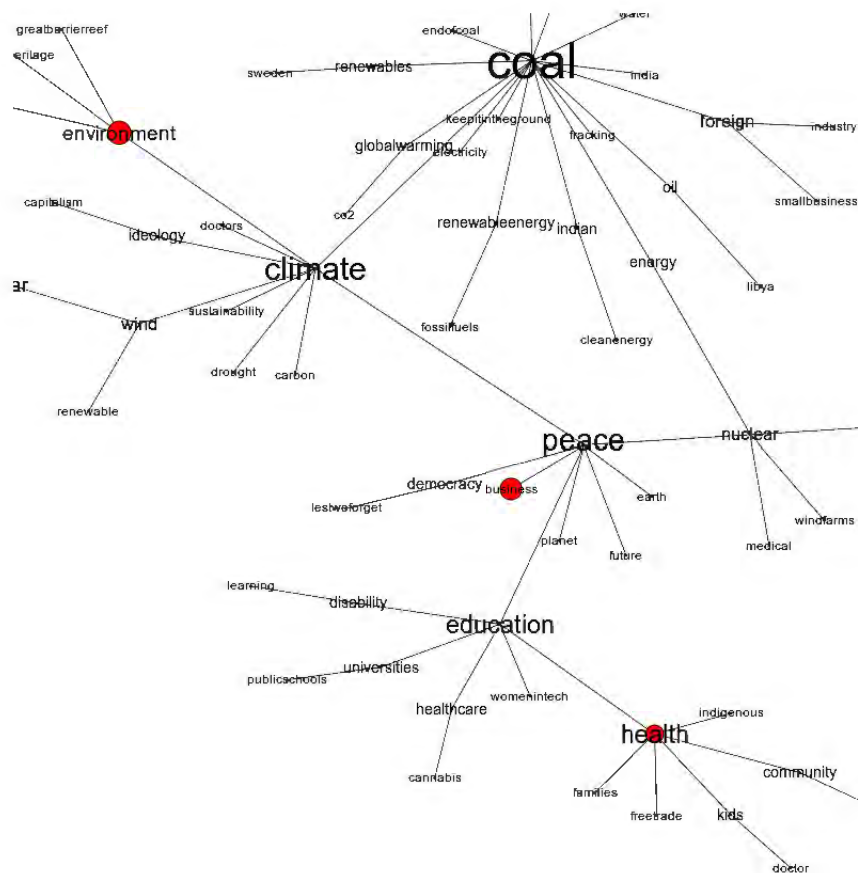 water
greatbarrierreef
endofcoal
erilage
coal
sweden
renewables
india
keepitintheground
foreign
industry
environment
fracking
globalwarming
electricity
oil
smallbusiness
capitalism
co2
doctors
renewableenergy
indian
ideology
energy
climate
ar
libya
sustainability
wind
fossilfuels
cleanenergy
drought
carbon
renewable
peace
nuclear
democracy
business
earth
lestweforget
windfarms
planet
medical
future
learning
disability
education
universities
publicschools
womenintech
healthcare
indigenous
health
community
cannabis
families
freetrade
kids
doctor